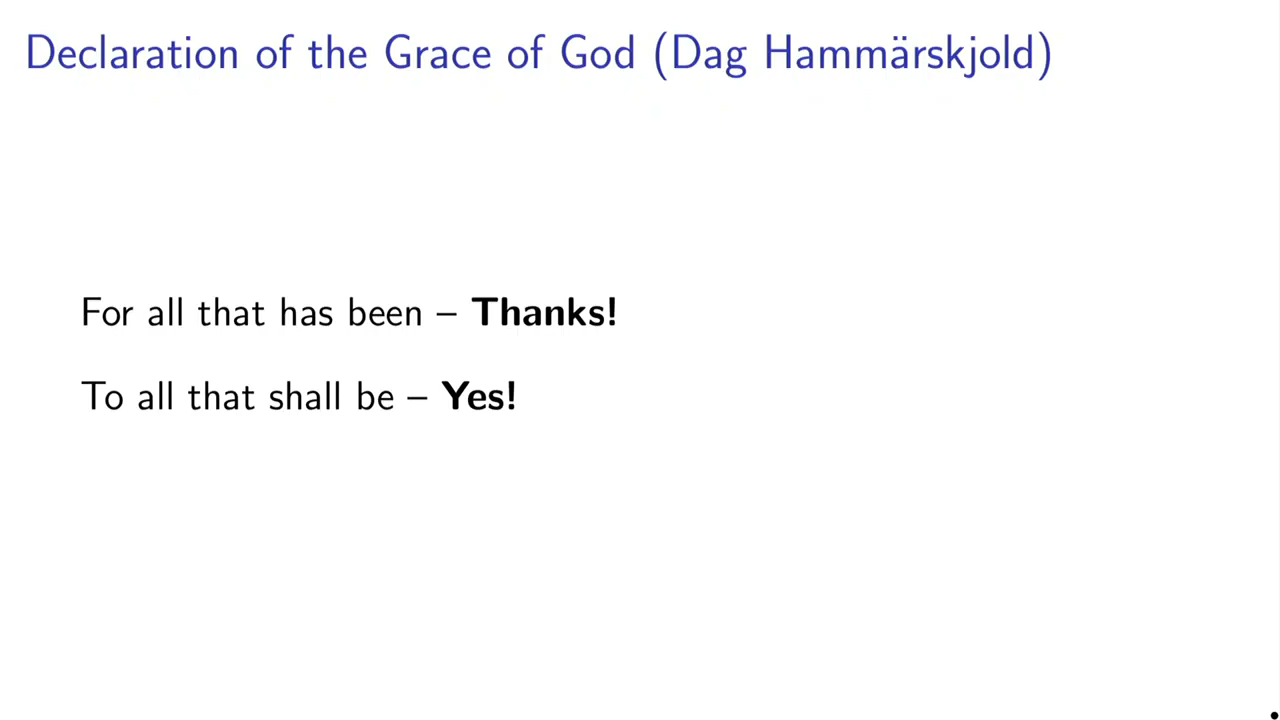 Declaration of the Grace of God (Dag Hammärskjold)
For all that has been – Thanks!
To all that shall be – Yes!